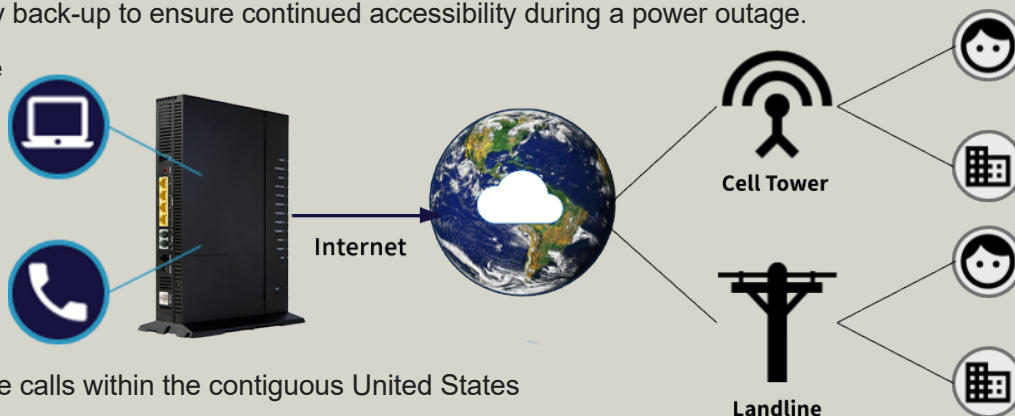 back-up to ensure continued accessibility during a power outage.
Cell Tower
Internet
calls within the contiguous United States
Landline